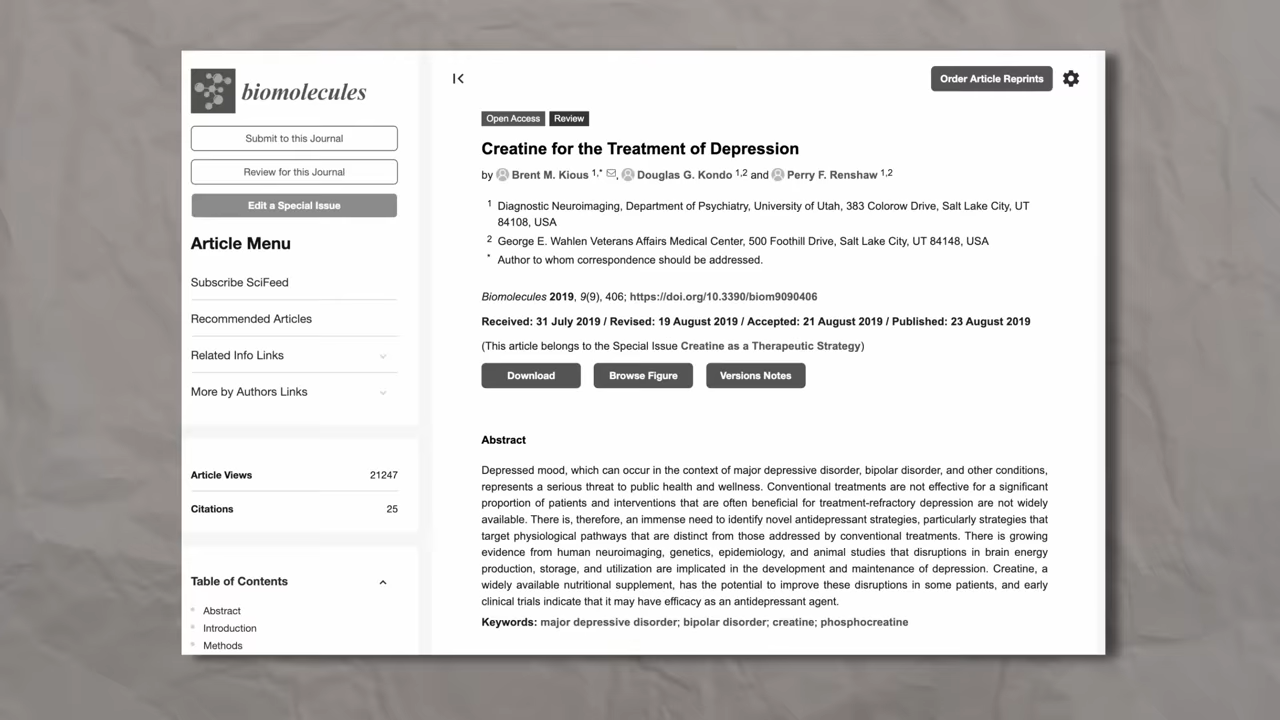 biomolecules
Submit to this Journal
Review for this Journal
Edit a Special Issue
Article Menu
Subscribe SciFeed
Recommended Articles
Related Info Links
More by Authors Links
Article Views 21247
Citations 25
Table of Contents
Abstract
Introduction
Methods
Order Article Reprints
Open Access Review
Creatine for the Treatment of Depression
by Brent M. Kious 1,* , Douglas G. Kondo 1,2 and Perry F. Renshaw 1,2
1 Diagnostic Neuroimaging, Department of Psychiatry, University of Utah, 383 Colorow Drive, Salt Lake City, UT
84108, USA
2 George E. Wahlen Veterans Affairs Medical Center, 500 Foothill Drive, Salt Lake City, UT 84148, USA
* Author to whom correspondence should be addressed.
Biomolecules 2019, 9(9), 406; https://doi.org/10.3390/biom9090406
Received: 31 July 2019 / Revised: 19 August 2019 / Accepted: 21 August 2019 / Published: 23 August 2019
(This article belongs to the Special Issue Creatine as a Therapeutic Strategy)
Download Browse Figure Versions Notes
Abstract
Depressed mood, which can occur in the context of major depressive disorder, bipolar disorder, and other conditions,
represents a serious threat to public health and wellness. Conventional treatments are not effective for a significant
proportion of patients and interventions that are often beneficial for treatment-refractory depression are not widely
available. There is, therefore, an immense need to identify novel antidepressant strategies, particularly strategies that
target physiological pathways that are distinct from those addressed by conventional treatments. There is growing
evidence from human neuroimaging, genetics, epidemiology, and animal studies that disruptions in brain energy
production, storage, and utilization are implicated in the development and maintenance of depression. Creatine, a
widely available nutritional supplement, has the potential to improve these disruptions in some patients, and early
clinical trials indicate that it may have efficacy as an antidepressant agent.
Keywords: major depressive disorder; bipolar disorder; creatine; phosphocreatine